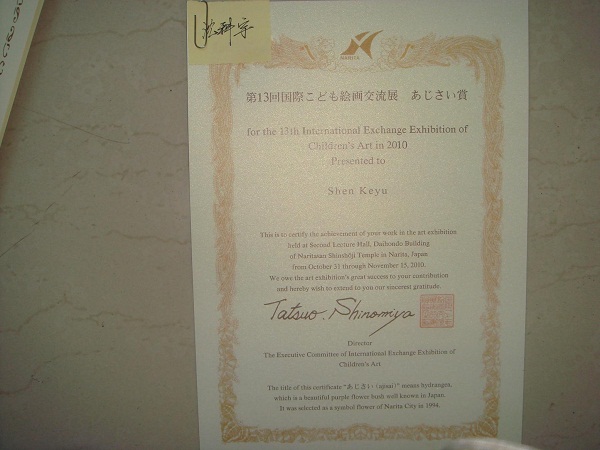 科宇
NARITA
第13回国際こども絵画交流展 あじさい賞
for the 13th International Exchange Exhibition of
Children's Art in 2010
Presented to
Shen Keyu
This is to certify the achievement of your work in the art exhibition
held at Second Lecture Hall, Daihondo Building
of Naritasan Shinshōji Temple in Narita, Japan
from October 31 through November 15, 2010.
We owe the art exhibition's great success to your contribution
and hereby wish to extend to you our sincerest gratitude.
Tatsuo. Shinomiya
Director
The Executive Committee of International Exchange Exhibition of
Children's Art
The title of this certificate "あじさい (ajisai)" means hydrangea,
which is a beautiful purple flower bush well known in Japan.
It was selected as a symbol flower of Narita City in 1994.